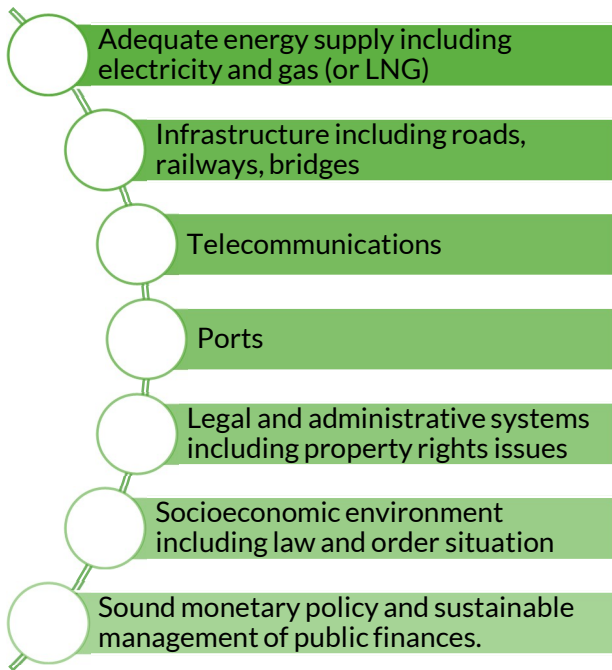 Adequate energy supply including
electricity and gas (or LNG)
Infrastructure including roads,
railways, bridges
Telecommunications
Ports
Legal and administrative systems
including property rights issues
Socioeconomic environment
including law and order situation
Sound monetary policy and sustainable
management of public finances.